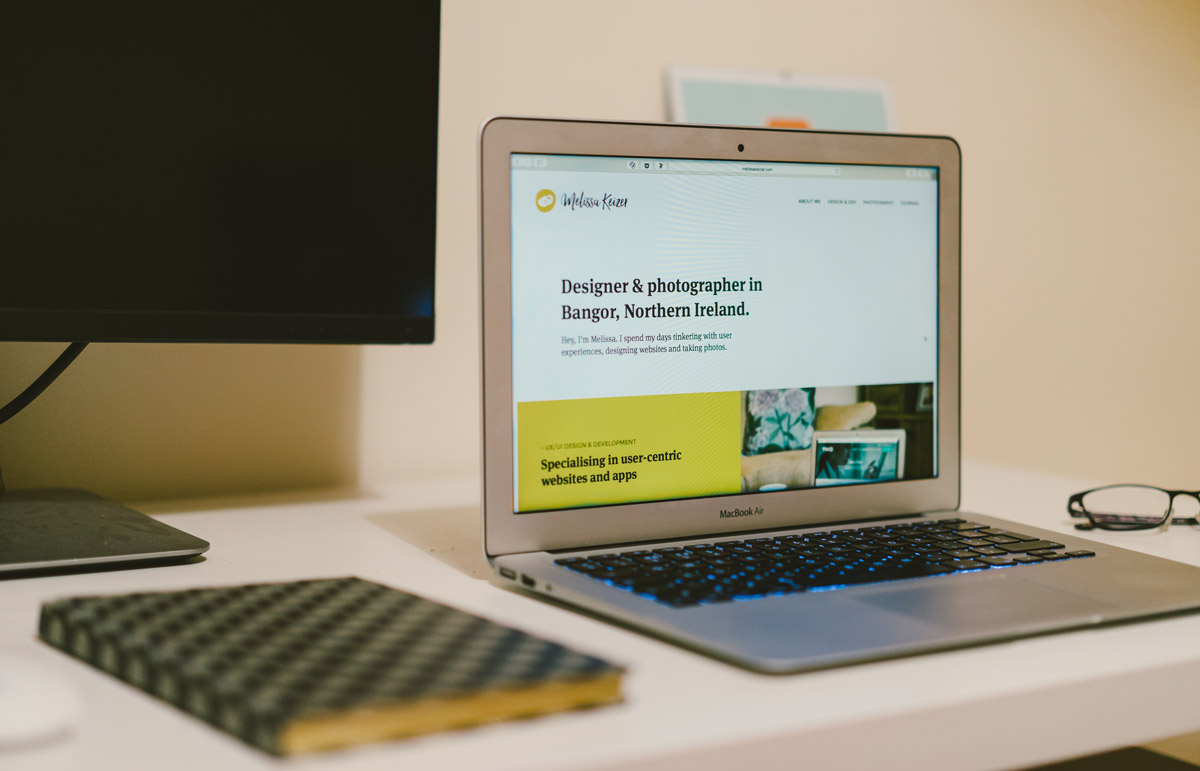 melissakeizer.com
Melissa Keizer
ABOUT ME DESIGN & DEV PHOTOGRAPHY JOURNAL
Designer & photographer in
Bangor, Northern Ireland.
Hey, I'm Melissa. I spend my days tinkering with user
experiences, designing websites and taking photos.
- UX/UI DESIGN & DEVELOPMENT
Specialising in user-centric
websites and apps
MacBook Air